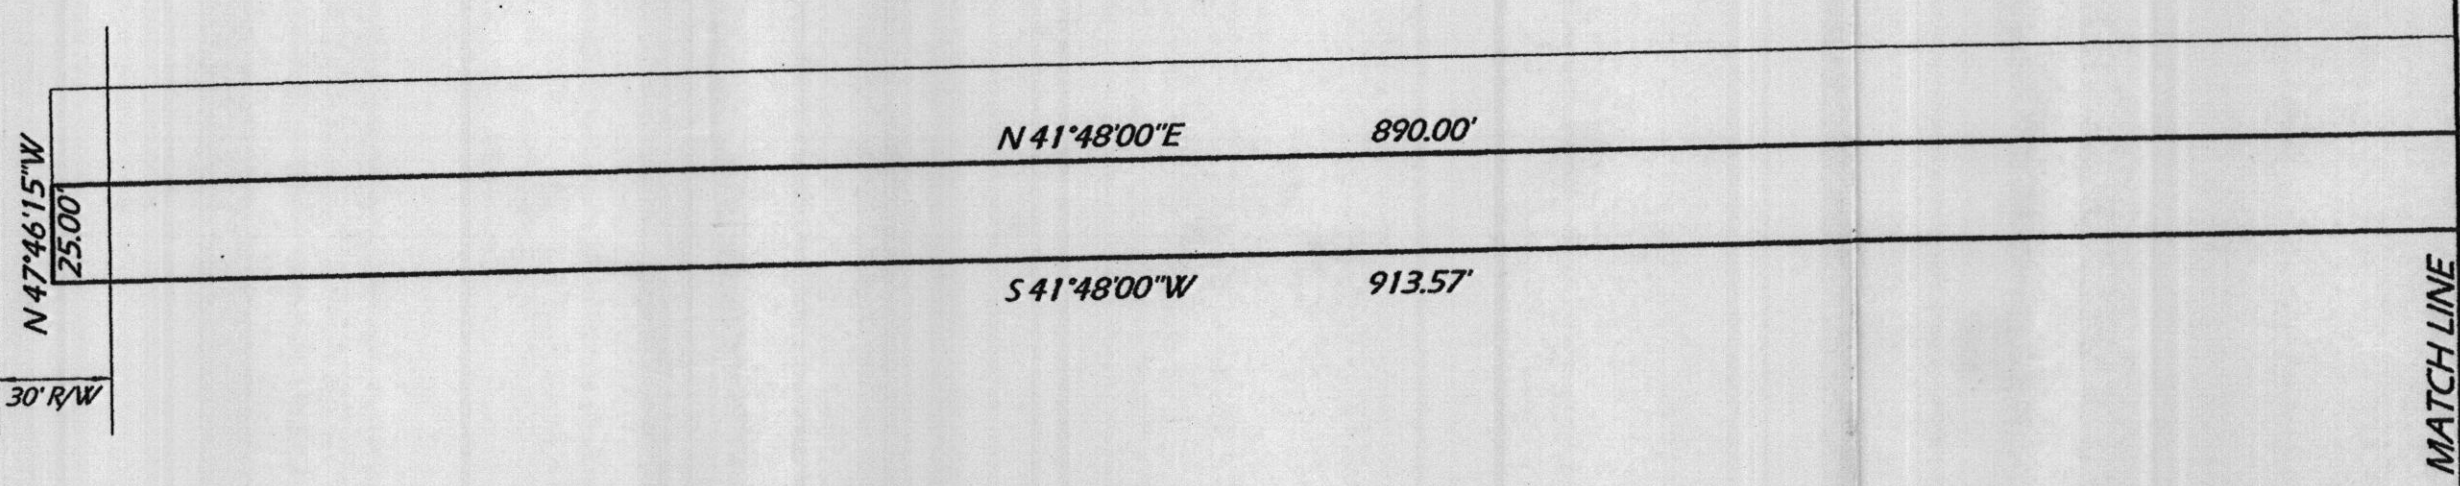 N 41°48'00"E 890.00'
N 47°46'15"W
25.00'
S 41°48'00"W 913.57'
30' R/W
MATCH LINE